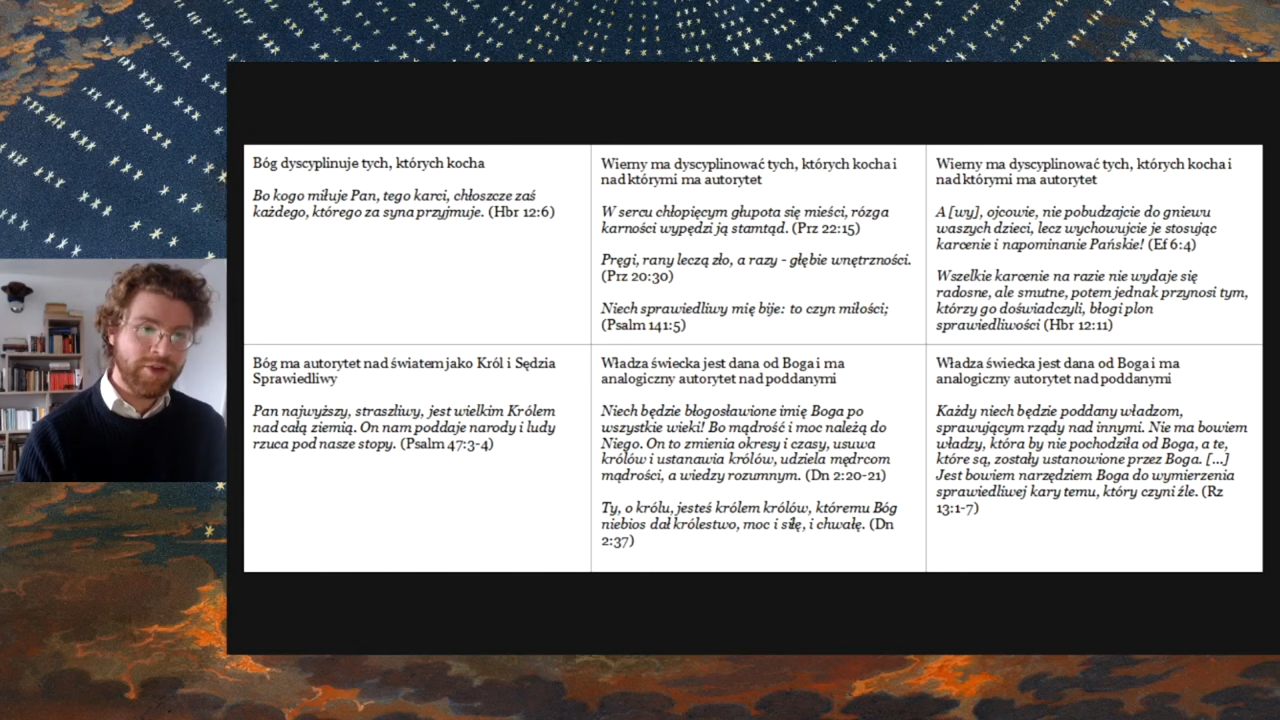 Bóg dyscyplinuje tych, których kocha
Bo kogo miłuje Pan, tego karci, chłoszcze zaś
każdego, którego za syna przyjmuje. (Hbr 12:6)
Wierny ma dyscyplinować tych, których kocha i
nad którymi ma autorytet
W sercu chłopięcym głupota się mieści, rózga
karności wypędzi ją stamtąd. (Prz 22:15)
Pręgi, rany leczą zło, a razy - głębie wnętrzności.
(Prz 20:30)
Niech sprawiedliwy mię bije: to czyn miłości;
(Psalm 141:5)
Wierny ma dyscyplinować tych, których kocha i
nad którymi ma autorytet
A [wy], ojcowie, nie pobudzajcie do gniewu
waszych dzieci, lecz wychowujcie je stosując
karcenie i napominanie Pańskie! (Ef 6:4)
Wszelkie karcenie na razie nie wydaje się
radosne, ale smutne, potem jednak przynosi tym,
którzy go doświadczyli, błogi plon
sprawiedliwości (Hbr 12:11)
Bóg ma autorytet nad światem jako Król i Sędzia
Sprawiedliwy
Pan najwyższy, straszliwy, jest wielkim Królem
nad całą ziemią. On nam poddaje narody i ludy
rzuca pod nasze stopy. (Psalm 47:3-4)
Władza świecka jest dana od Boga i ma
analogiczny autorytet nad poddanymi
Niech będzie błogosławione imię Boga po
wszystkie wieki! Bo mądrość i moc należą do
Niego. On to zmienia okresy i czasy, usuwa
królów i ustanawia królów, udziela mędrcom
mądrości, a wiedzy rozumnym. (Dn 2:20-21)
Ty, o królu, jesteś królem królów, któremu Bóg
niebios dał królestwo, moc i siłę, i chwałę. (Dn
2:37)
Władza świecka jest dana od Boga i ma
analogiczny autorytet nad poddanymi
Każdy niech będzie poddany władzom,
sprawującym rządy nad innymi. Nie ma bowiem
władzy, która by nie pochodziła od Boga, a te,
które są, zostały ustanowione przez Boga. [...]
Jest bowiem narzędziem Boga do wymierzenia
sprawiedliwej kary temu, który czyni źle. (Rz
13:1-7)